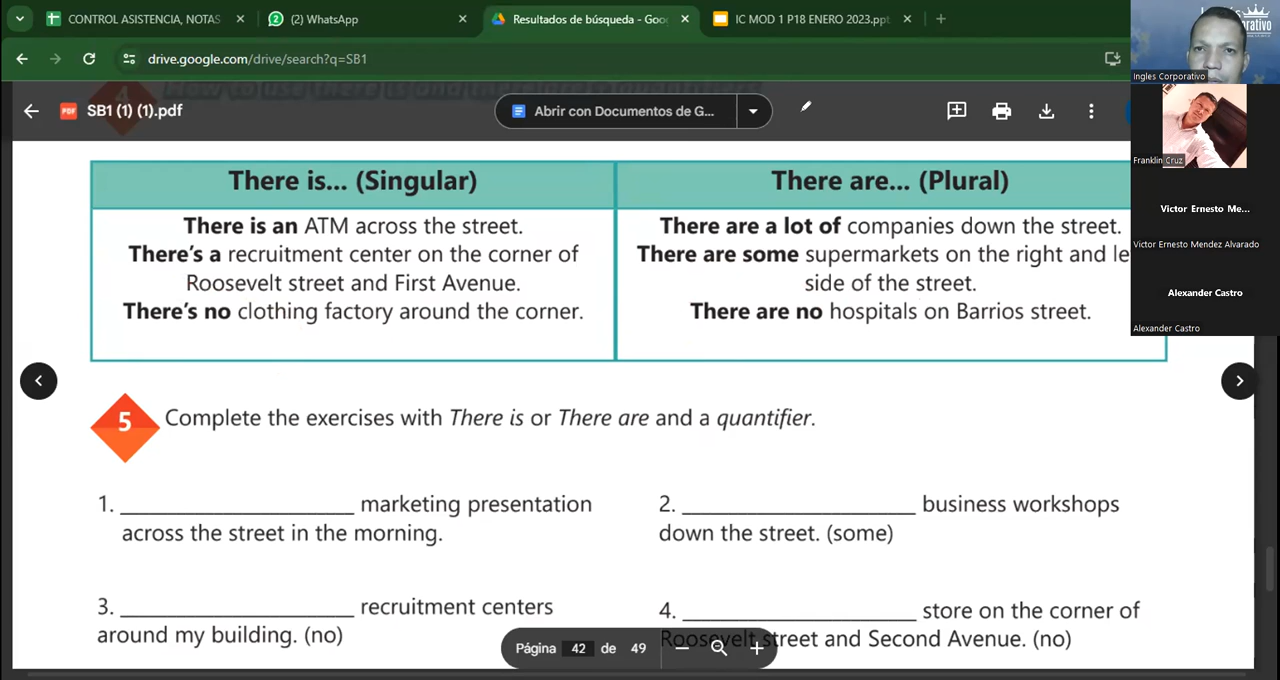 CONTROL ASISTENCIA, NOTAS
(2) WhatsApp
Resultados de búsqueda - Goo
IC MOD 1 P18 ENERO 2023.ppt
drive.google.com/drive/search?q=SB1
Ingles Corporativo
SB1 (1) (1).pdf
Abrir con Documentos de G...
Franklin Cruz
Victor Ernesto Me...
Victor Ernesto Mendez Alvarado
Alexander Castro
Alexander Castro
There is... (Singular)
There are... (Plural)
There is an ATM across the street.
There's a recruitment center on the corner of
Roosevelt street and First Avenue.
There's no clothing factory around the corner.
There are a lot of companies down the street.
There are some supermarkets on the right and le
side of the street.
There are no hospitals on Barrios street.
5
Complete the exercises with There is or There are and a quantifier.
1. ____________________ marketing presentation
across the street in the morning.
2. ____________________ business workshops
down the street. (some)
3. ____________________ recruitment centers
around my building. (no)
4. ____________________ store on the corner of
Roosevelt street and Second Avenue. (no)
Página 42 de 49